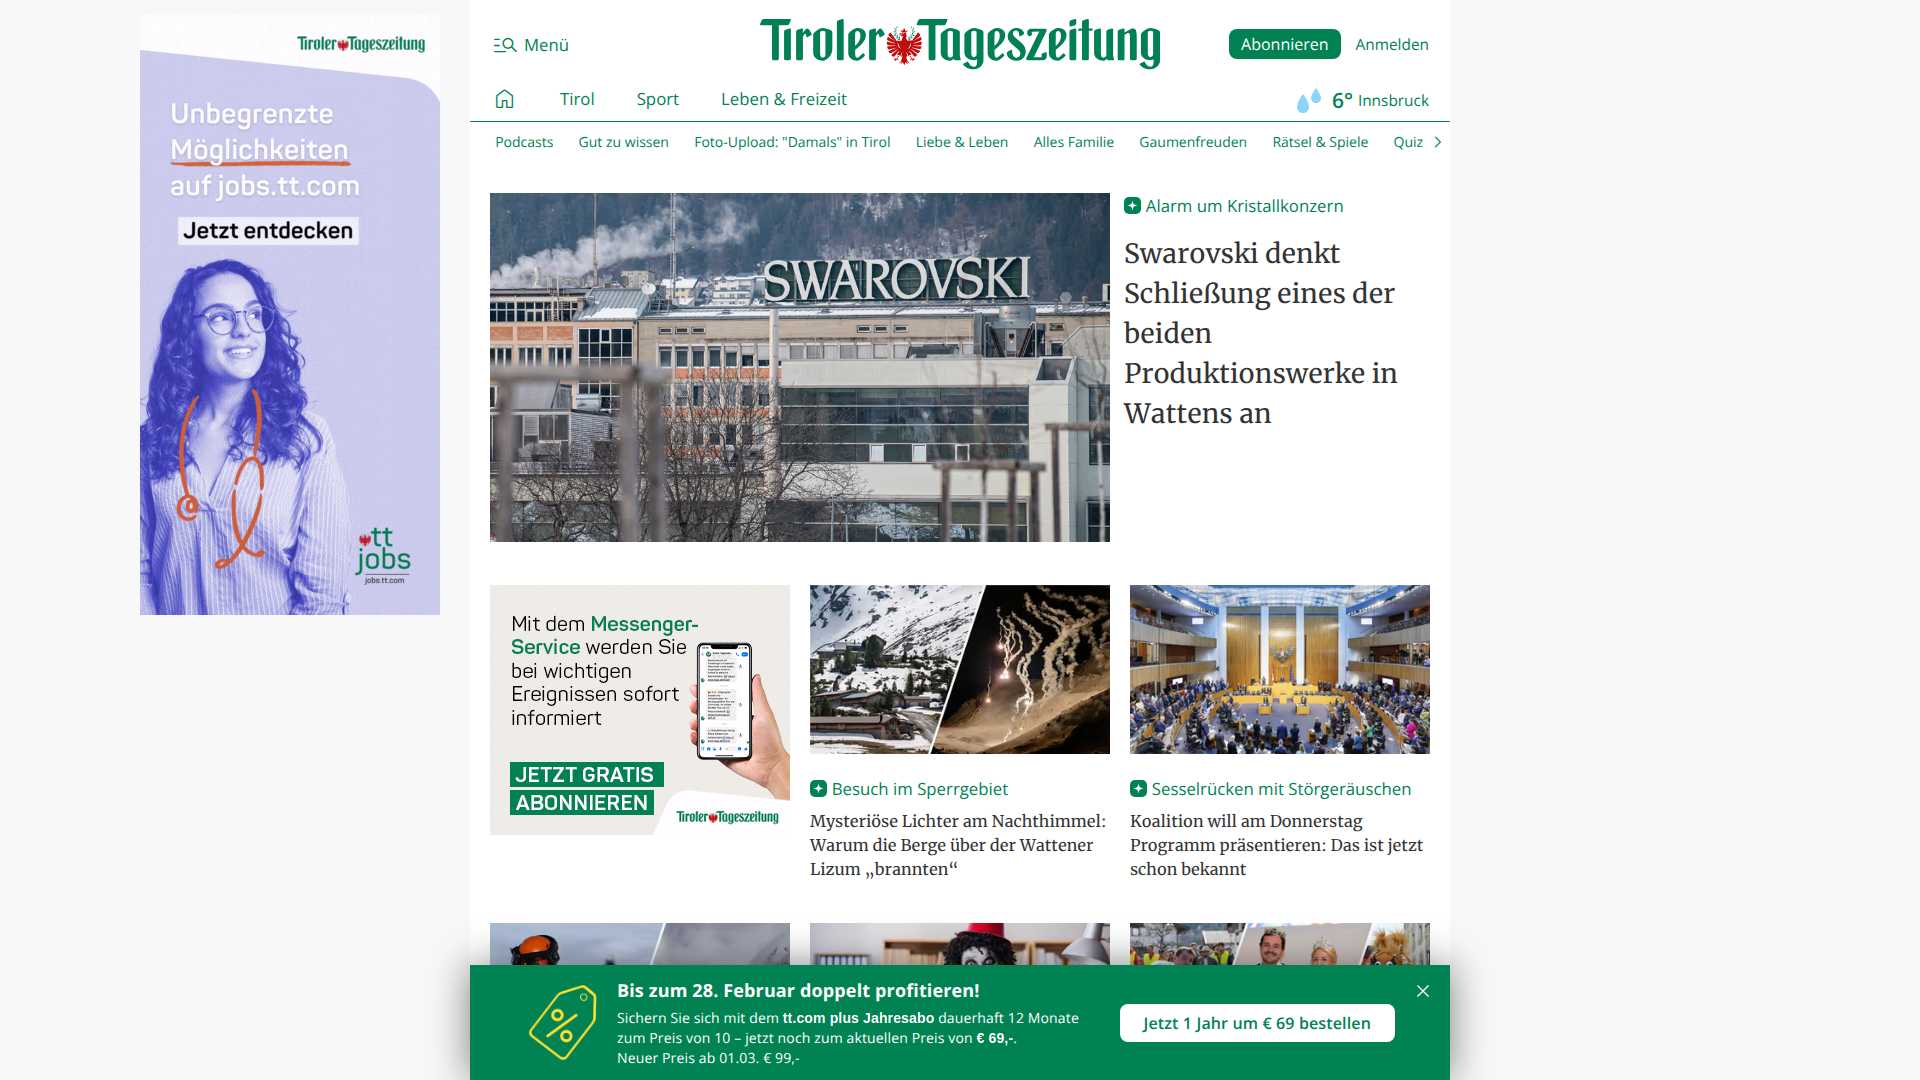 Tiroler Tageszeitung
Unbegrenzte
Möglichkeiten
auf jobs.tt.com
Jetzt entdecken
tt
jobs
jobs.tt.com
Menü
Tiroler Tageszeitung
Abonnieren
Anmelden
Tirol
Sport
Leben & Freizeit
6° Innsbruck
Podcasts
Gut zu wissen
Foto-Upload: "Damals" in Tirol
Liebe & Leben
Alles Familie
Gaumenfreuden
Rätsel & Spiele
Quiz
SWAROVSKI
Alarm um Kristallkonzern
Swarovski denkt
Schließung eines der
beiden
Produktionswerke in
Wattens an
Mit dem Messenger-
Service werden Sie
bei wichtigen
Ereignissen sofort
informiert
JETZT GRATIS
ABONNIEREN
Tiroler Tageszeitung
Besuch im Sperrgebiet
Mysteriöse Lichter am Nachthimmel:
Warum die Berge über der Wattener
Lizum „brannten“
Sesselrücken mit Störgeräuschen
Koalition will am Donnerstag
Programm präsentieren: Das ist jetzt
schon bekannt
Bis zum 28. Februar doppelt profitieren!
Sichern Sie sich mit dem tt.com plus Jahresabo dauerhaft 12 Monate
zum Preis von 10 – jetzt noch zum aktuellen Preis von € 69,-.
Neuer Preis ab 01.03. € 99,-
Jetzt 1 Jahr um € 69 bestellen